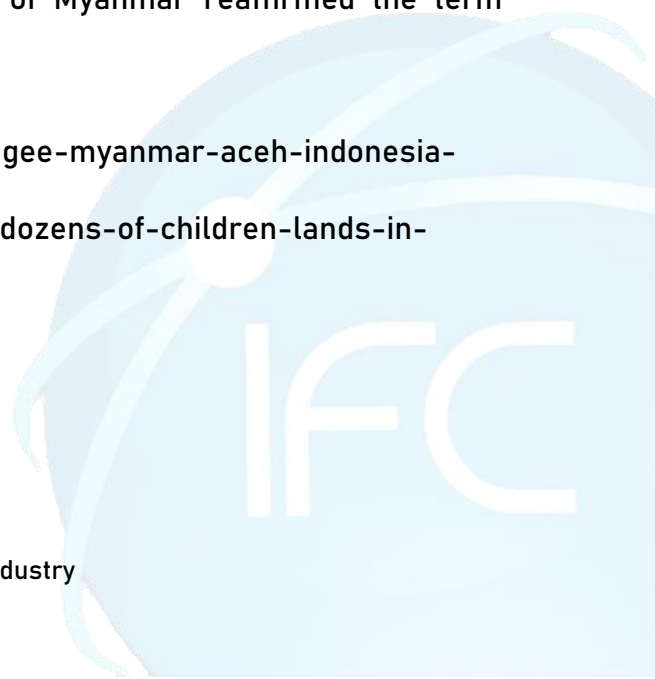 of Myanmar reaffirmed the term
gee-myanmar-aceh-indonesia-
dozens-of-children-lands-in-
IFC
dustry